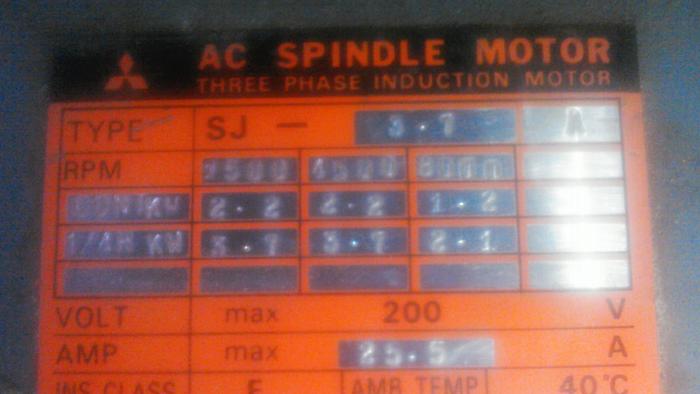 AC SPINDLE MOTOR
THREE PHASE INDUCTION MOTOR
TYPE SJ — 3.7 A
RPM 4500
KW 2.2 2.2 1.2
1/4H KW 3.7 3.7 2.1
VOLT max 200 V
AMP max 25.5 A
INS CLASS F AMB TEMP 40°C